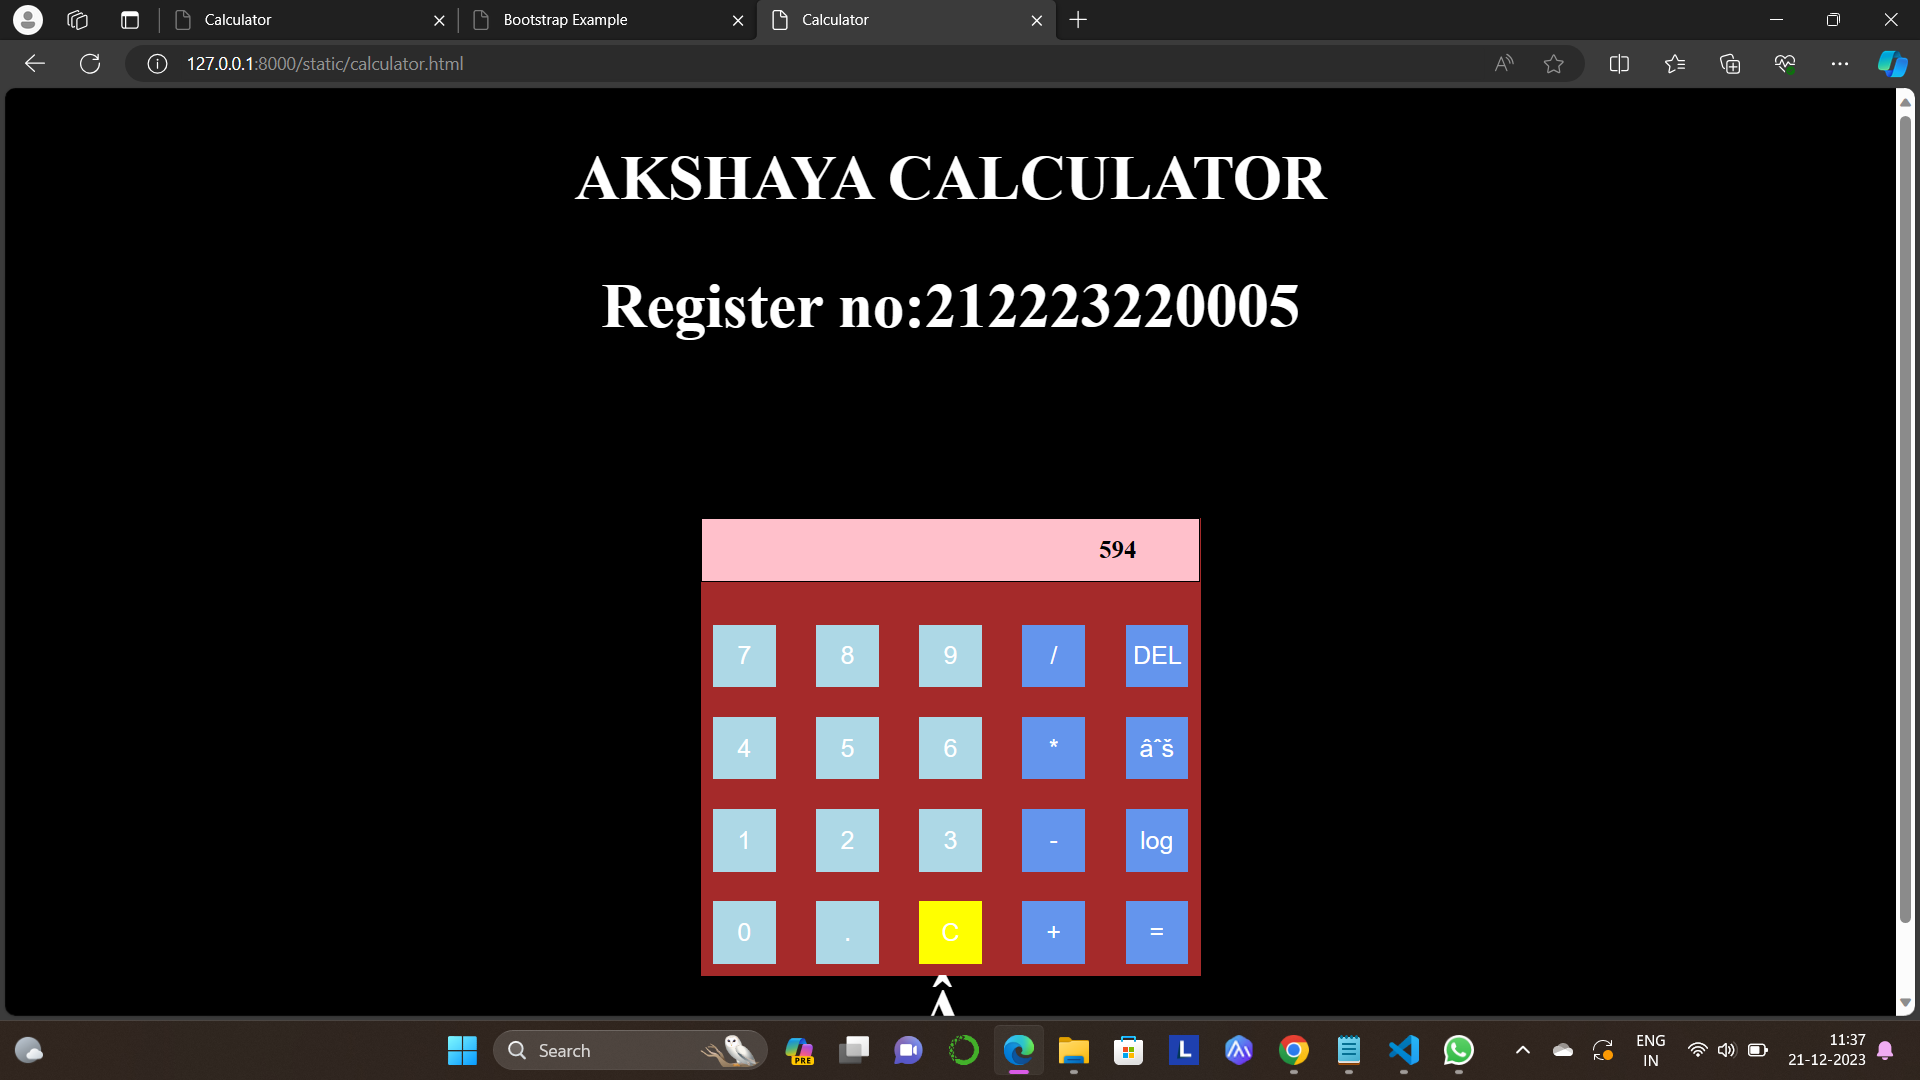 Calculator
Bootstrap Example
Calculator
127.0.0.1:8000/static/calculator.html
AKSHAYA CALCULATOR
Register no:212223220005
594
7 8 9 / DEL
4 5 6 * âˆš
1 2 3 - log
0 . C + =
Â
Search
PRE
L
ENG
IN
11:37
21-12-2023